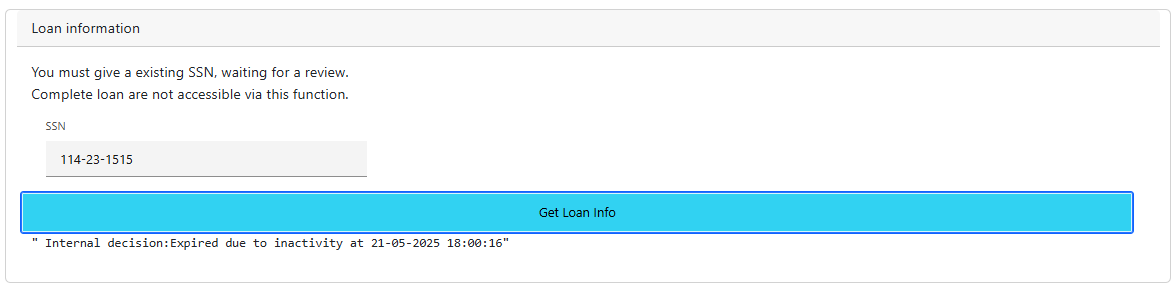 Loan information
You must give a existing SSN, waiting for a review.
Complete loan are not accessible via this function.
SSN
114-23-1515
Get Loan Info
" Internal decision:Expired due to inactivity at 21-05-2025 18:00:16"